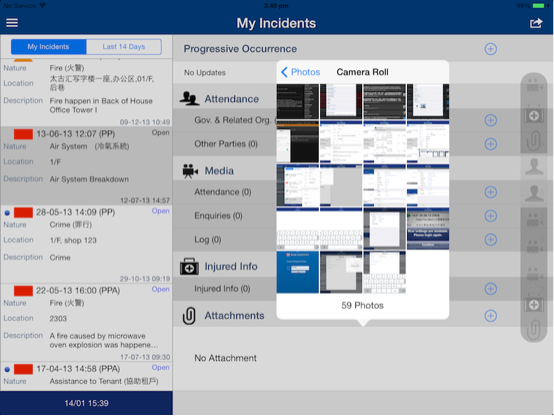 No Service
3:48 pm
My Incidents
My Incidents
Last 14 Days
Nature
Fire (火警)
Location
太古汇写字楼一座,办公区,01/F,
后巷
Description
Fire happen in Back of House
Office Tower I
09-12-13 10:49
13-06-13 12:07 (PP)
Open
Nature
Air System (冷氣系統)
Location
1/F
Description
Air System Breakdown
12-07-13 14:57
28-05-13 14:09 (PP)
Open
Nature
Crime (罪行)
Location
1/F, shop 123
Description
Crime
29-10-13 09:19
22-05-13 16:00 (PPA)
Open
Nature
Fire (火警)
Location
2303
Description
A fire caused by microwave
oven explosion was happene...
17-07-13 09:30
17-04-13 14:58 (PPA)
Open
Nature
Assistance to Tenant (協助租戶)
14/01 15:39
Progressive Occurrence
No Updates
Attendance
Gov. & Related Org. (
Other Parties (0)
Media
Attendance (0)
Enquiries (0)
Log (0)
Injured Info
Injured Info (0)
Attachments
No Attachment
Photos
Camera Roll
59 Photos